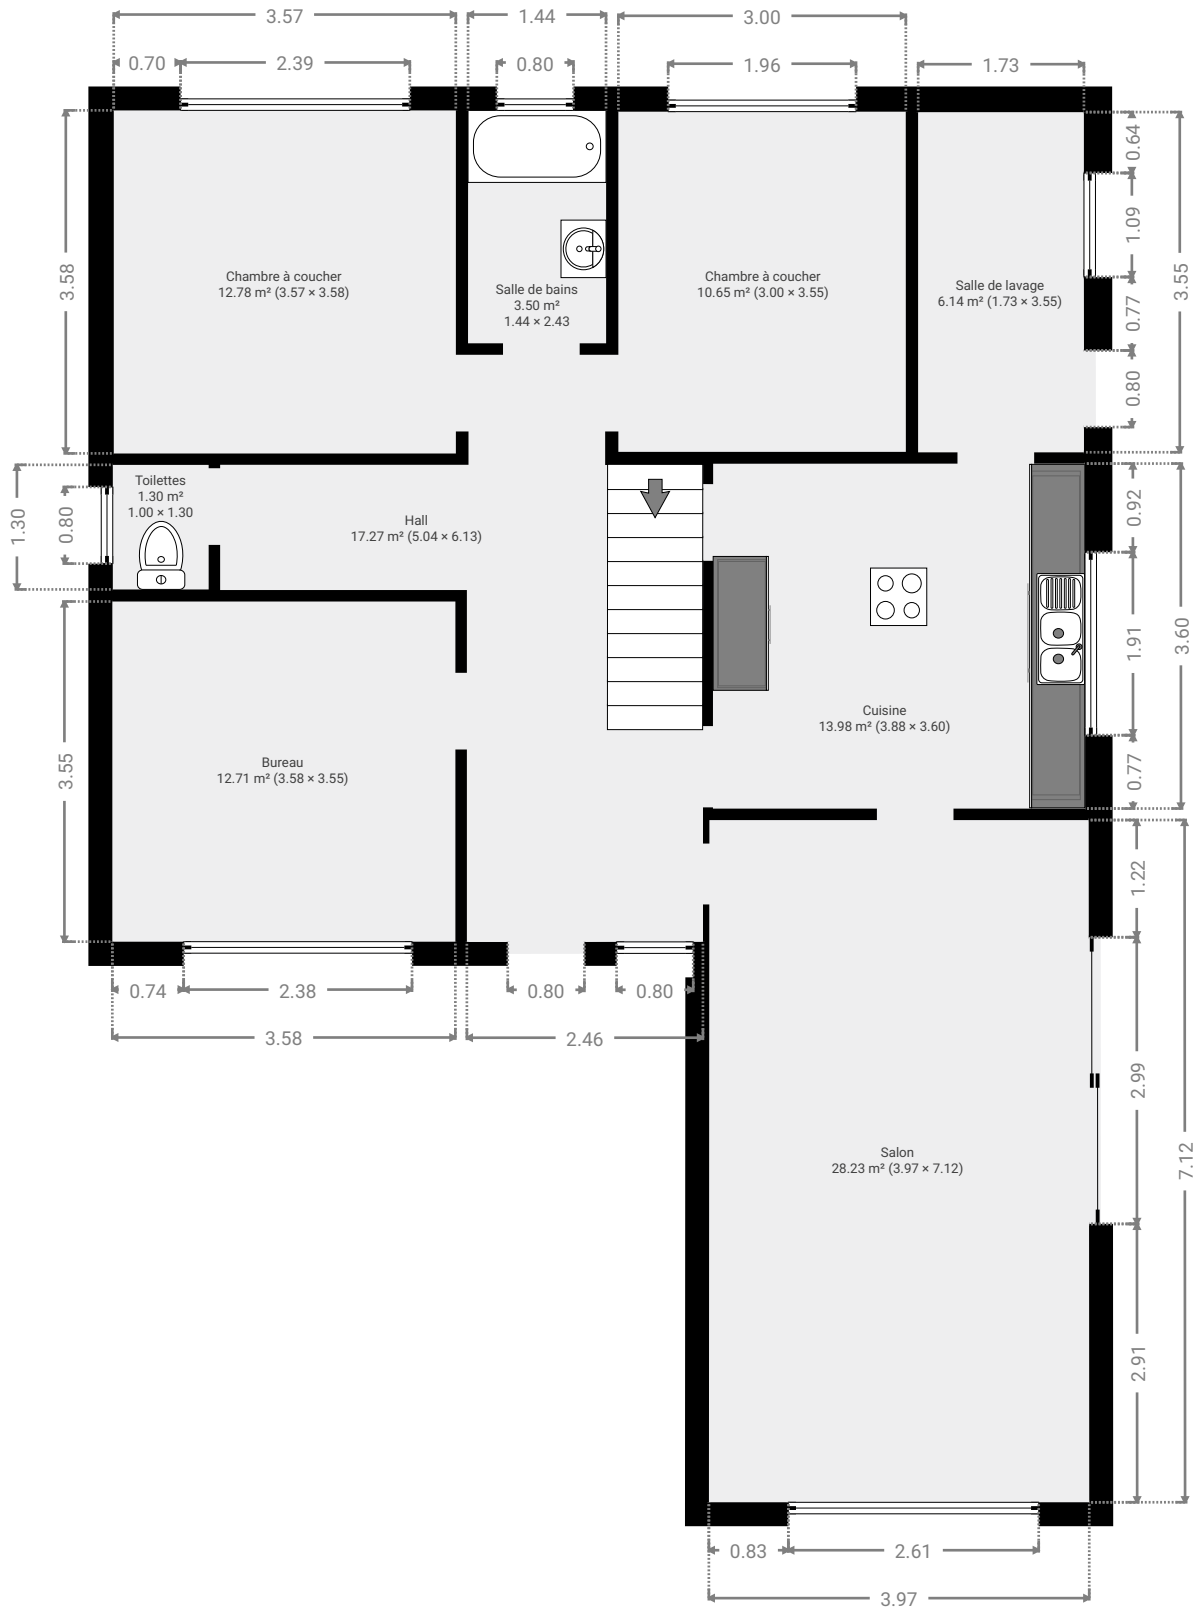 3.57
1.44
3.00
0.70
2.39
0.80
1.96
1.73
0.64
1.09
3.58
3.55
Chambre à coucher
12.78 m² (3.57 × 3.58)
Salle de bains
3.50 m²
1.44 × 2.43
Chambre à coucher
10.65 m² (3.00 × 3.55)
Salle de lavage
6.14 m² (1.73 × 3.55)
0.77
0.80
Toilettes
1.30 m²
1.00 × 1.30
1.30
0.80
Hall
17.27 m² (5.04 × 6.13)
0.92
1.91
3.60
Cuisine
13.98 m² (3.88 × 3.60)
Bureau
12.71 m² (3.58 × 3.55)
3.55
0.77
1.22
0.74
2.38
0.80
0.80
3.58
2.46
2.99
Salon
28.23 m² (3.97 × 7.12)
7.12
2.91
0.83
2.61
3.97